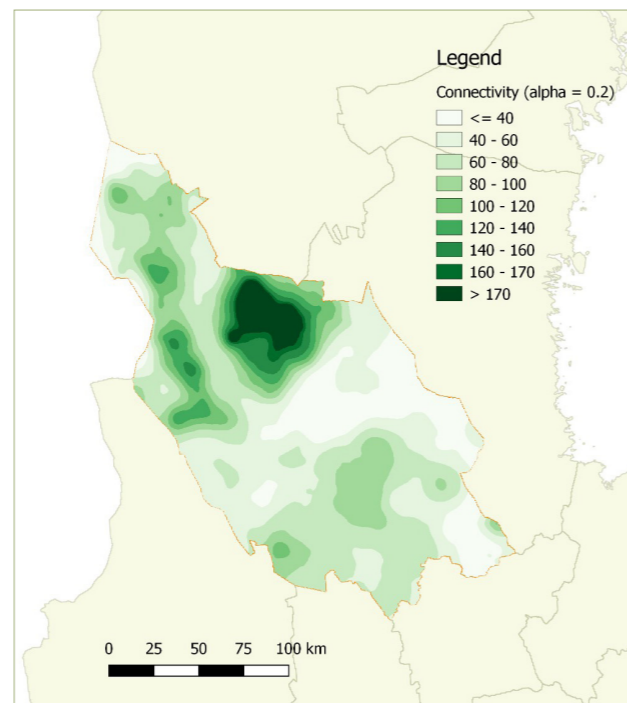 Legend
Connectivity (alpha = 0.2)
<= 40
40 - 60
60 - 80
80 - 100
100 - 120
120 - 140
140 - 160
160 - 170
> 170
0 25 50 75 100 km